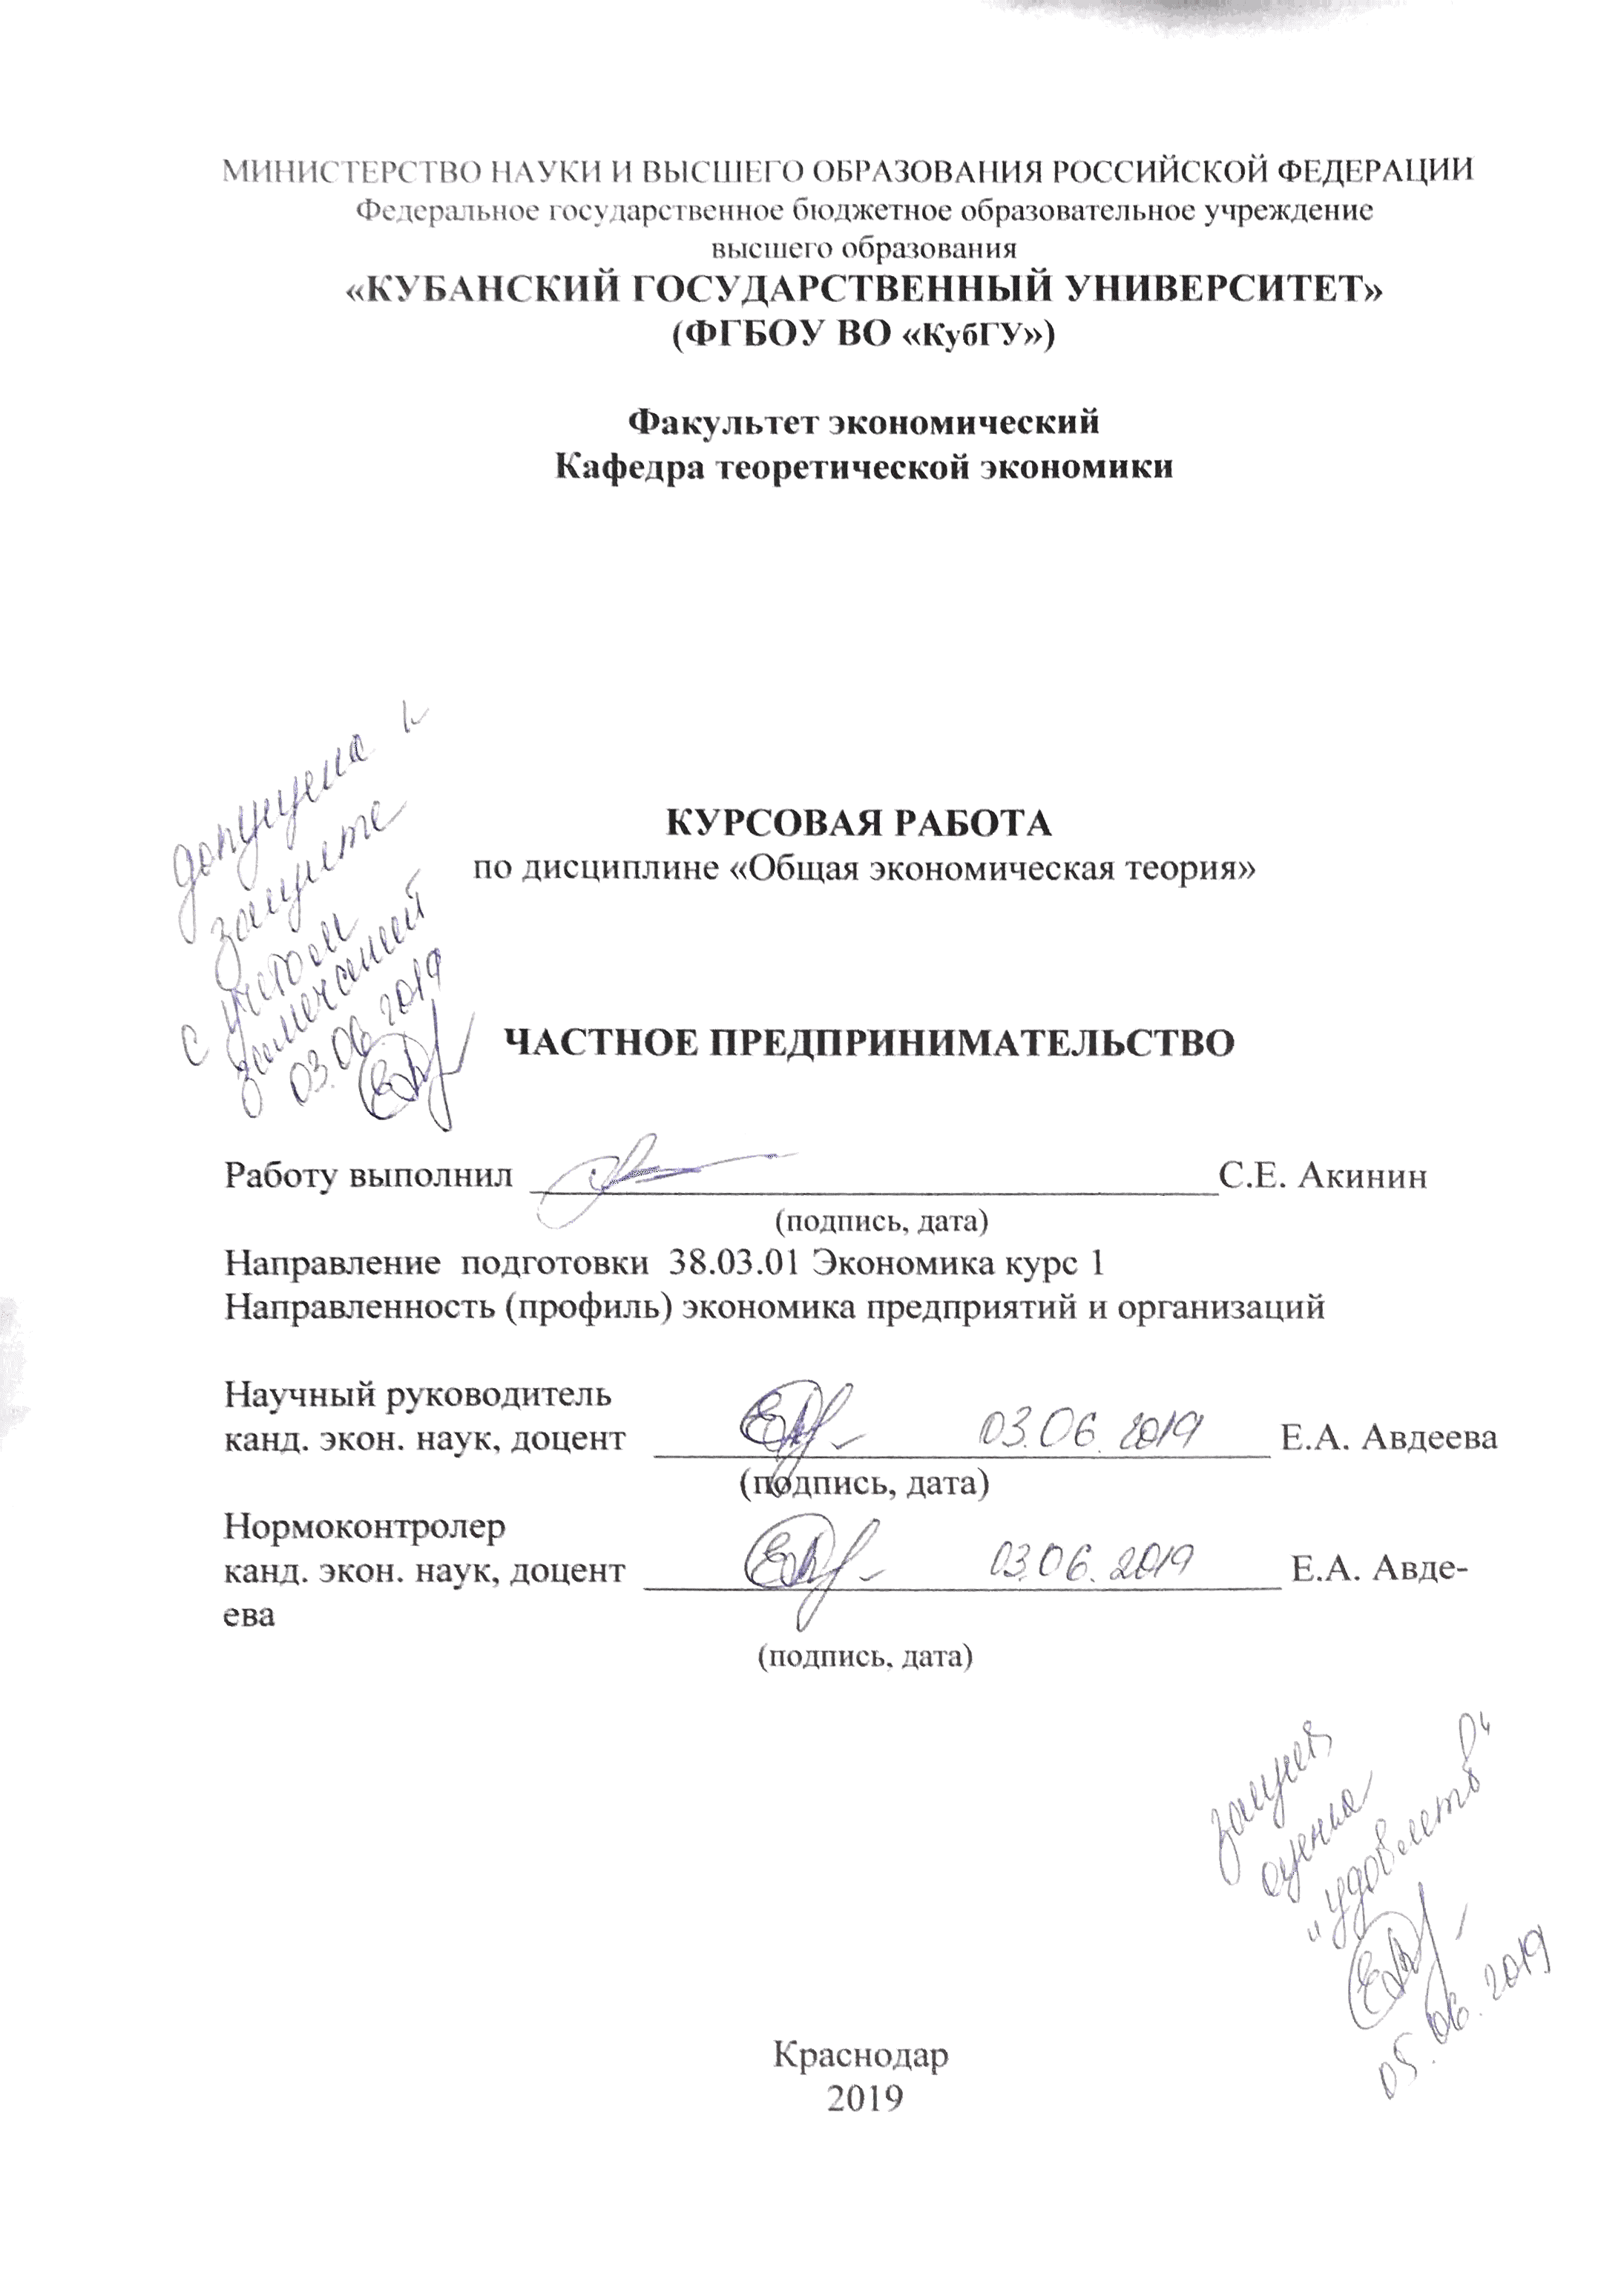 МИНИСТЕРСТВО НАУКИ И ВЫСШЕГО ОБРАЗОВАНИЯ РОССИЙСКОЙ ФЕДЕРАЦИИ
Федеральное государственное бюджетное образовательное учреждение
высшего образования
«КУБАНСКИЙ ГОСУДАРСТВЕННЫЙ УНИВЕРСИТЕТ»
(ФГБОУ ВО «КубГУ»)
Факультет экономический
Кафедра теоретической экономики
допущена к
защите
с учетом
замечаний
03.06.2019
КУРСОВАЯ РАБОТА
по дисциплине «Общая экономическая теория»
ЧАСТНОЕ ПРЕДПРИНИМАТЕЛЬСТВО
Работу выполнил С.Е. Акинин
(подпись, дата)
Направление подготовки 38.03.01 Экономика курс 1
Направленность (профиль) экономика предприятий и организаций
Научный руководитель
канд. экон. наук, доцент 03.06.2019 Е.А. Авдеева
(подпись, дата)
Нормоконтролер
канд. экон. наук, доцент 03.06.2019 Е.А. Авде-
ева
(подпись, дата)
оценка
"удовлетв"
05.06.2019
Краснодар
2019